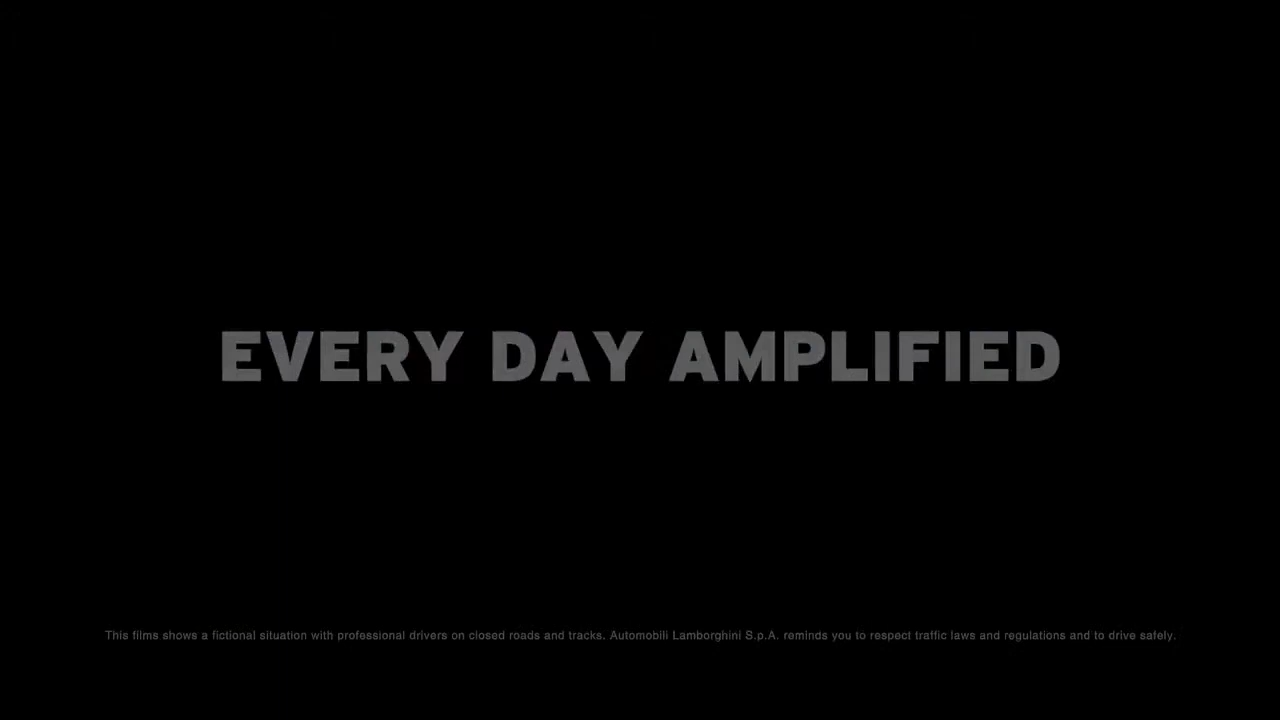 EVERY DAY AMPLIFIED
This films shows a fictional situation with professional drivers on closed roads and tracks. Automobili Lamborghini S.p.A. reminds you to respect traffic laws and regulations and to drive safely.